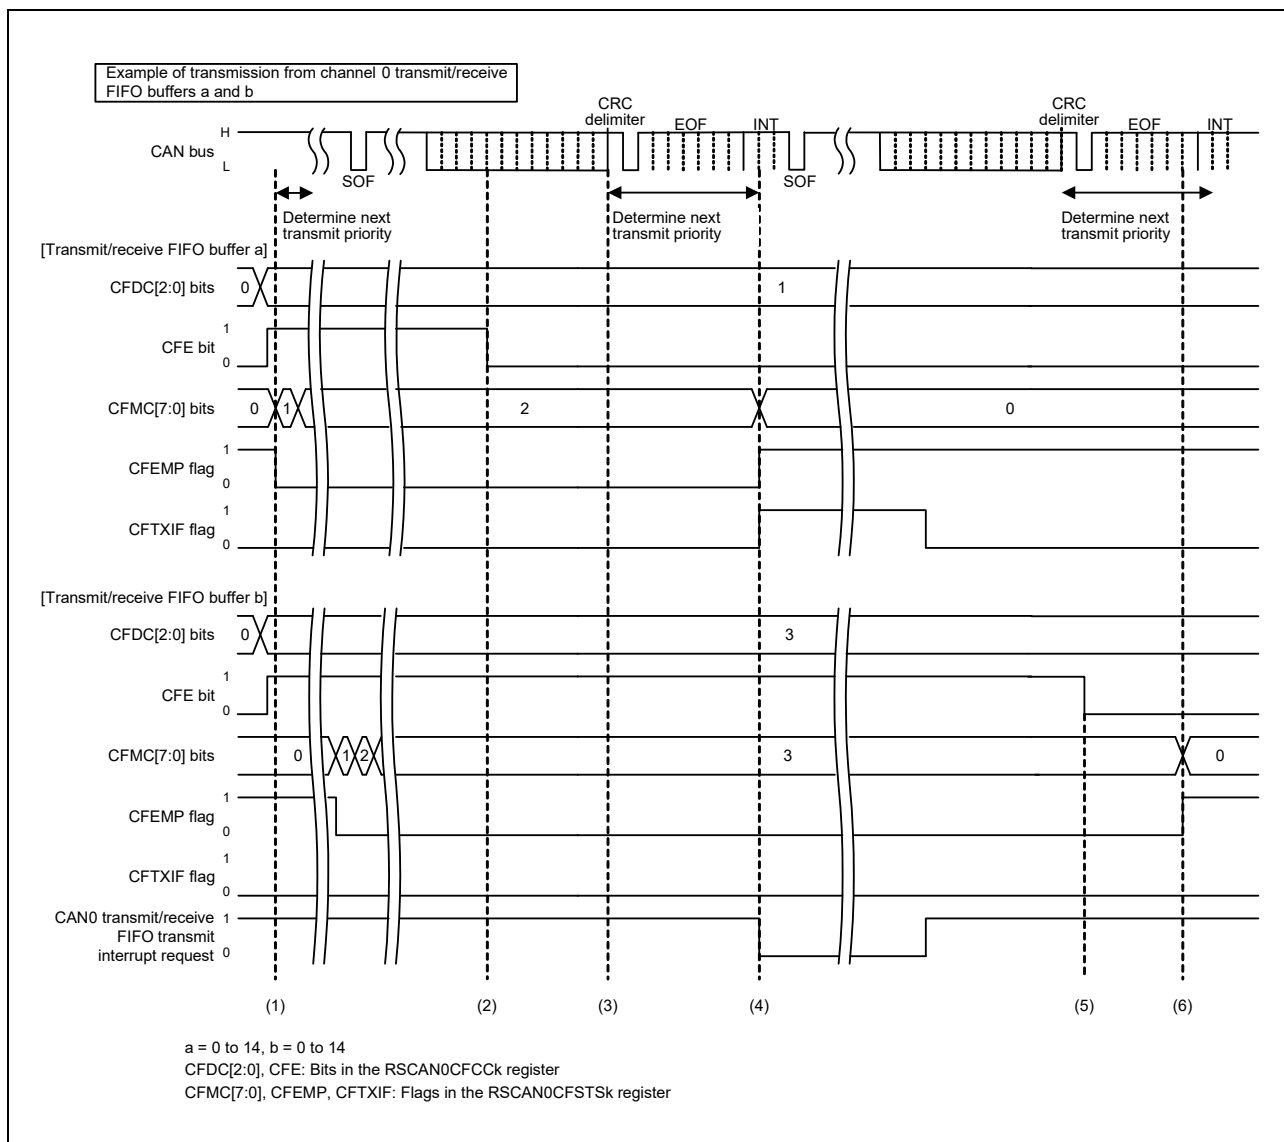 Example of transmission from channel 0 transmit/receive
FIFO buffers a and b
CRC
delimiter
EOF
INT
CRC
delimiter
EOF
INT
H
CAN bus
L
SOF
SOF
Determine next
transmit priority
Determine next
transmit priority
Determine next
transmit priority
[Transmit/receive FIFO buffer a]
CFDC[2:0] bits
0
1
1
CFE bit
0
CFMC[7:0] bits
0
1
2
0
1
CFEMP flag
0
1
CFTXIF flag
0
[Transmit/receive FIFO buffer b]
CFDC[2:0] bits
0
3
1
CFE bit
0
CFMC[7:0] bits
0
1
2
3
0
1
CFEMP flag
0
1
CFTXIF flag
0
CAN0 transmit/receive
1
FIFO transmit
interrupt request
0
(1)
(2)
(3)
(4)
(5)
(6)
a = 0 to 14, b = 0 to 14
CFDC[2:0], CFE: Bits in the RSCAN0CFCCk register
CFMC[7:0], CFEMP, CFTXIF: Flags in the RSCAN0CFSTSk register